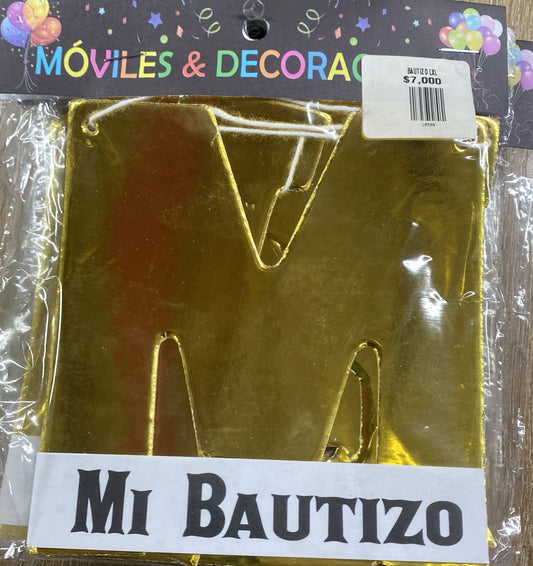 MÓVILES & DECORAC
BAUTIZO LXL
$7,000
M
MI BAUTIZO